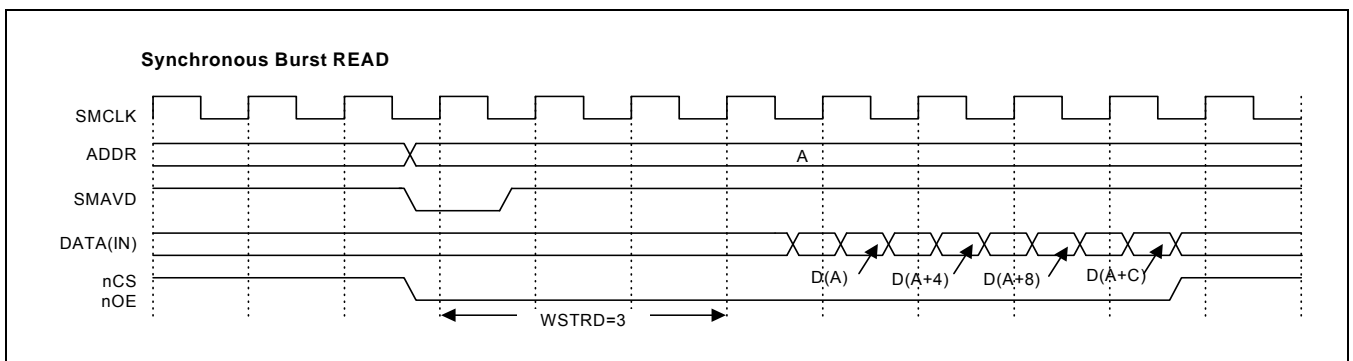 Synchronous Burst READ
SMCLK
ADDR
A
SMAVD
DATA(IN)
D(A) D(A+4) D(A+8) D(A+C)
nCS
nOE
WSTRD=3